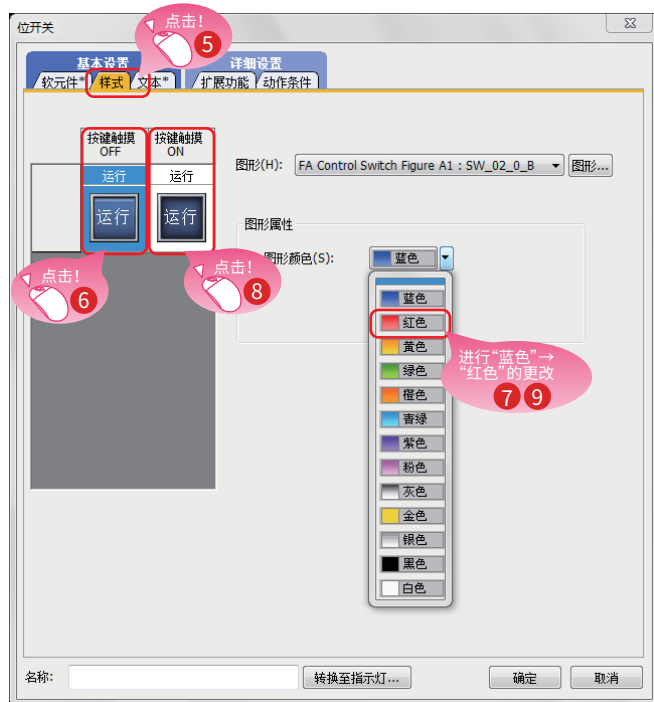 位开关
点击!
5
基本设置
详细设置
软元件*
样式
文本*
扩展功能
动作条件
按键触摸
OFF
按键触摸
ON
运行
运行
运行
运行
图形(H):
FA Control Switch Figure A1 : SW_02_0_B
图形...
图形属性
图形颜色(S):
蓝色
点击!
6
点击!
8
蓝色
红色
黄色
绿色
橙色
青绿
紫色
粉色
灰色
金色
银色
黑色
白色
进行“蓝色”→
“红色”的更改
7 9
名称:
转换至指示灯...
确定
取消